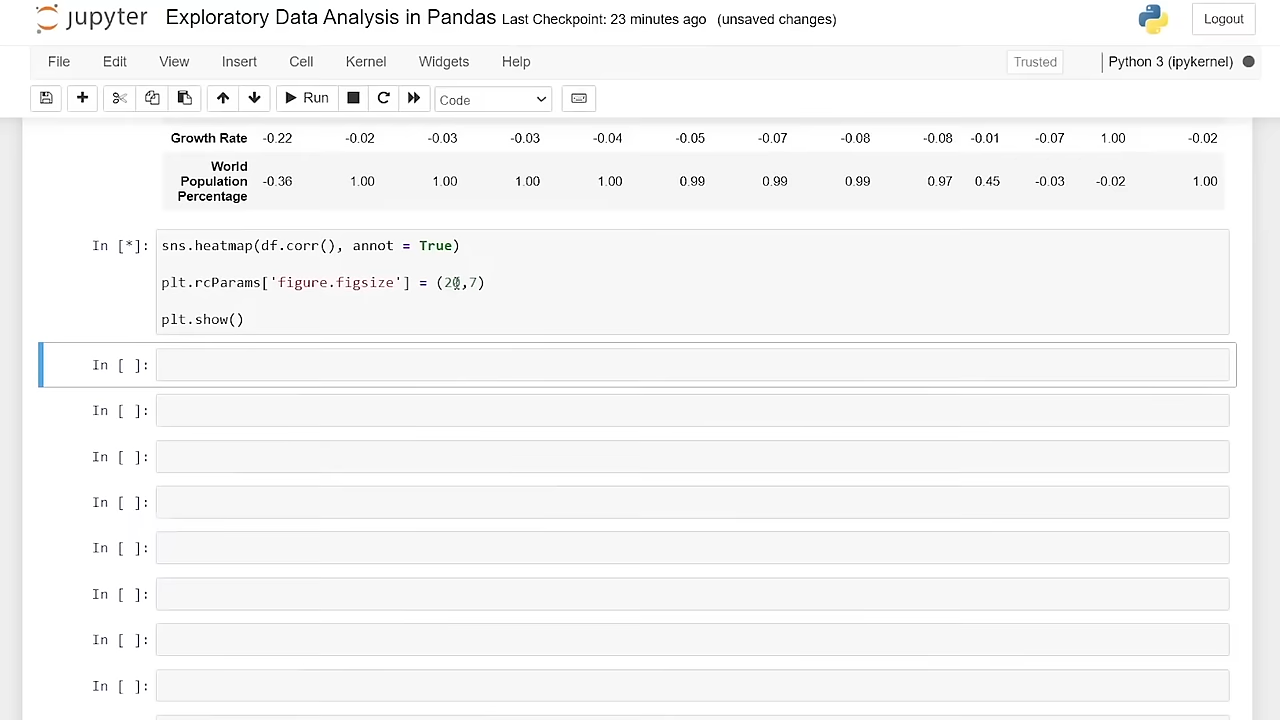 jupyter Exploratory Data Analysis in Pandas Last Checkpoint: 23 minutes ago (unsaved changes) Logout
File Edit View Insert Cell Kernel Widgets Help Trusted Python 3 (ipykernel)
Run Code
Growth Rate -0.22 -0.02 -0.03 -0.03 -0.04 -0.05 -0.07 -0.08 -0.08 -0.01 -0.07 1.00 -0.02
World
Population
Percentage -0.36 1.00 1.00 1.00 1.00 0.99 0.99 0.99 0.97 0.45 -0.03 -0.02 1.00
In [*]: sns.heatmap(df.corr(), annot = True)
plt.rcParams['figure.figsize'] = (20,7)
plt.show()
In [ ]:
In [ ]:
In [ ]:
In [ ]:
In [ ]:
In [ ]:
In [ ]:
In [ ]: